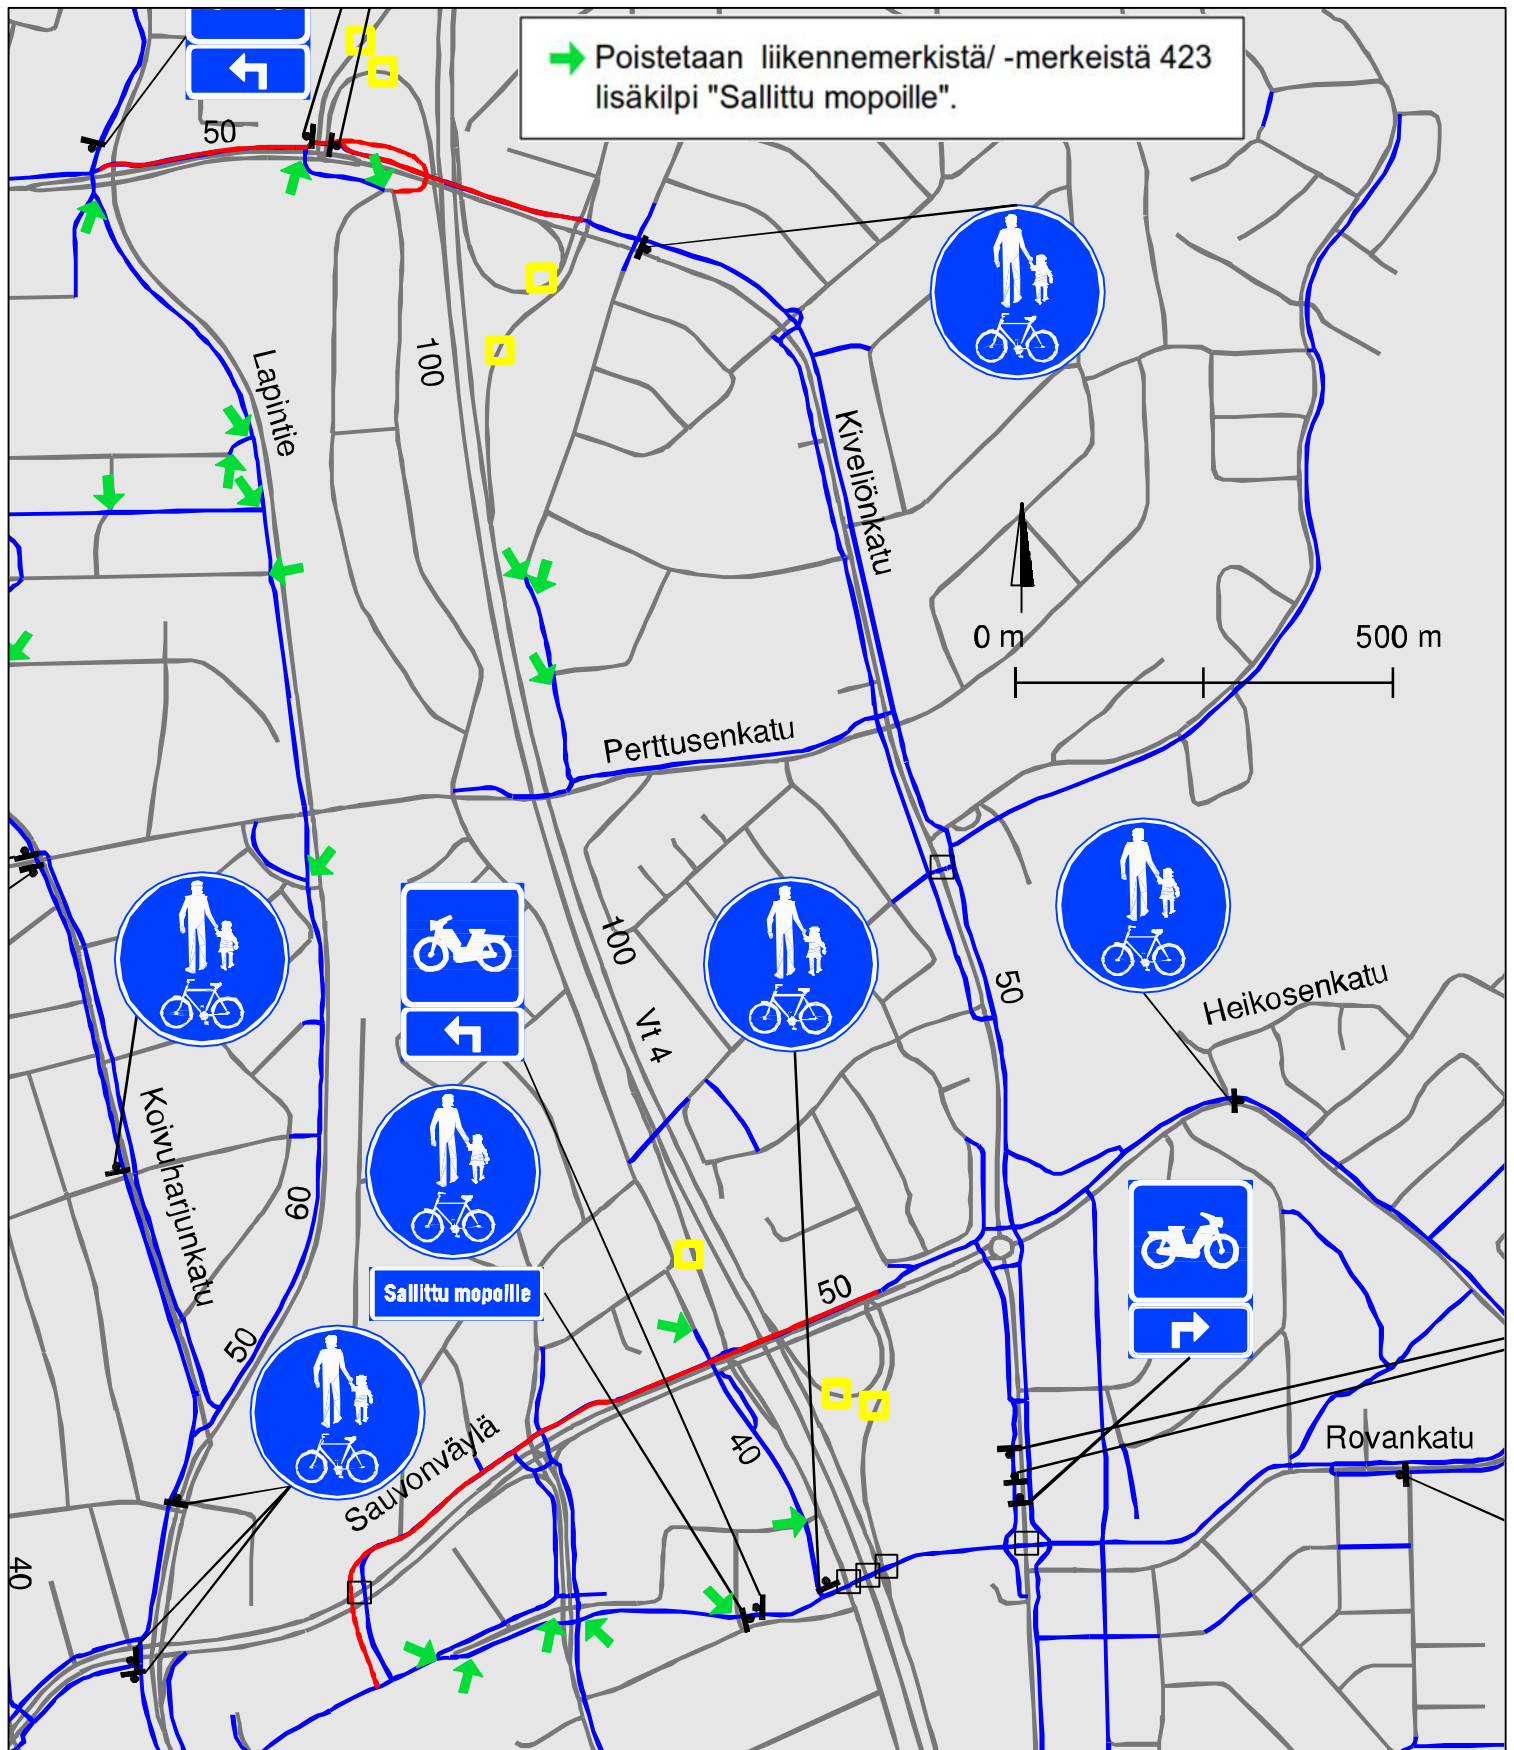 Poistetaan liikennemerkistä/ -merkeistä 423
lisäkilpi "Sallittu mopoille".
50
Lapintie
100
Kiveliönkatu
0 m
500 m
Perttusenkatu
100
Vt 4
50
Heikosenkatu
Koivuharjunkatu
60
50
Sallittu mopoille
50
Sauvonväylä
40
Rovankatu
40